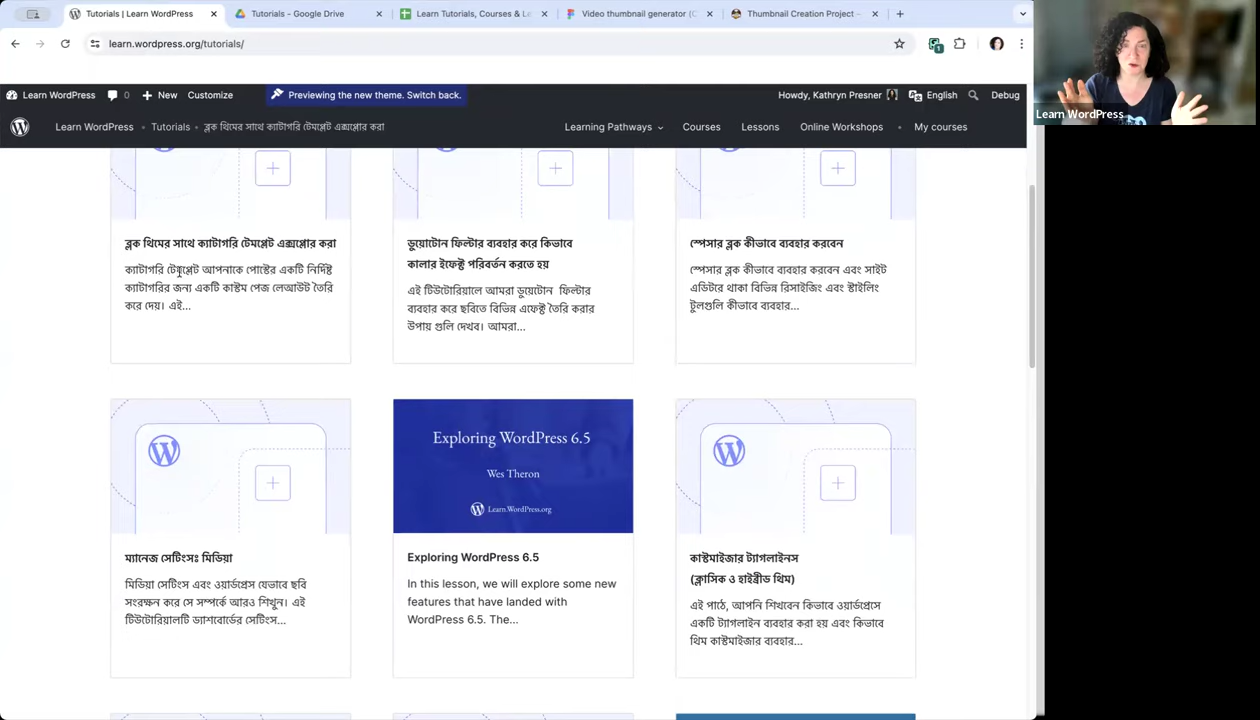 Tutorials | Learn WordPress
Tutorials - Google Drive
Learn Tutorials, Courses & Le
Video thumbnail generator (C
Thumbnail Creation Project –
learn.wordpress.org/tutorials/
1
Learn WordPress
0
New
Customize
Previewing the new theme. Switch back.
Howdy, Kathryn Presner
English
Debug
Learn WordPress
Learn WordPress
Tutorials
ব্লক থিমের সাথে ক্যাটাগরি টেমপ্লেট এক্সপ্লোর করা
Learning Pathways
Courses
Lessons
Online Workshops
My courses
ব্লক থিমের সাথে ক্যাটাগরি টেমপ্লেট এক্সপ্লোর করা
ক্যাটাগরি টেমপ্লেট আপনাকে পোস্টের একটি নির্দিষ্ট
ক্যাটাগরির জন্য একটি কাস্টম পেজ লেআউট তৈরি
করে দেয়। এই...
ডুয়োটোন ফিল্টার ব্যবহার করে কিভাবে
কালার ইফেক্ট পরিবর্তন করতে হয়
এই টিউটোরিয়ালে আমরা ডুয়োটোন ফিল্টার
ব্যবহার করে ছবিতে বিভিন্ন এফেক্ট তৈরি করার
উপায় গুলি দেখব। আমরা...
স্পেসার ব্লক কীভাবে ব্যবহার করবেন
স্পেসার ব্লক কীভাবে ব্যবহার করবেন এবং সাইট
এডিটরে থাকা বিভিন্ন রিসাইজিং এবং স্টাইলিং
টুলগুলি কীভাবে ব্যবহার...
Exploring WordPress 6.5
Wes Theron
Learn.WordPress.org
ম্যানেজ সেটিংসঃ মিডিয়া
মিডিয়া সেটিংস এবং ওয়ার্ডপ্রেস যেভাবে ছবি
সংরক্ষন করে সে সম্পর্কে আরও শিখুন। এই
টিউটোরিয়ালটি ড্যাশবোর্ডের সেটিংস...
Exploring WordPress 6.5
In this lesson, we will explore some new
features that have landed with
WordPress 6.5. The...
কাস্টমাইজার ট্যাগলাইনস
(ক্লাসিক ও হাইব্রীড থিম)
এই পাঠে, আপনি শিখবেন কিভাবে ওয়ার্ডপ্রেসে
একটি ট্যাগলাইন ব্যবহার করা হয় এবং কিভাবে
থিম কাস্টমাইজার ব্যবহার...